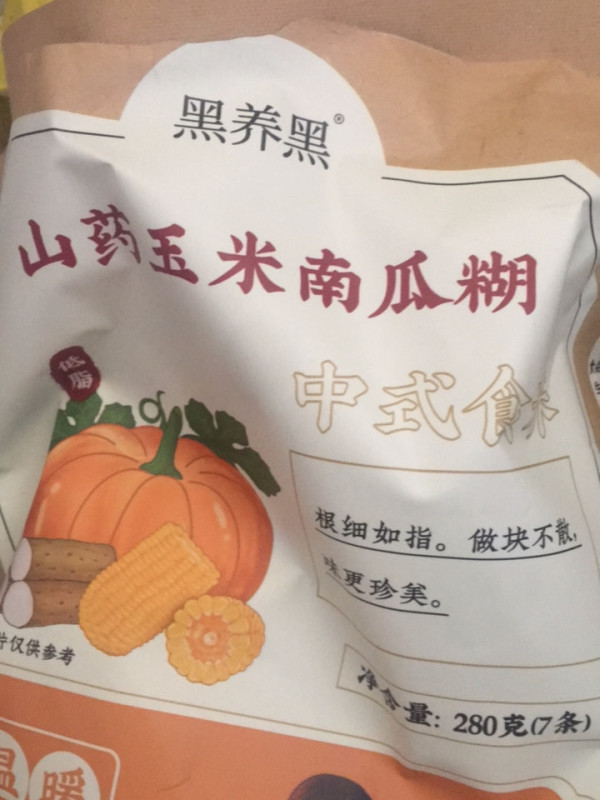 黑养黑®
山药玉米南瓜糊
低脂
中式食
根细如指。做块不散,
味更珍美。
片仅供参考
净含量: 280克(7条)
温暖